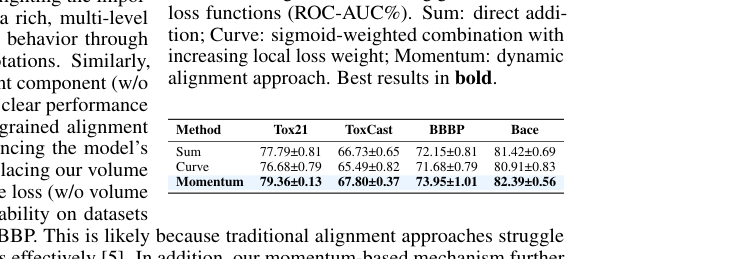 a rich, multi-level
behavior through
tations. Similarly,
nt component (w/o
clear performance
grained alignment
ncing the model's
lacing our volume
e loss (w/o volume
ability on datasets
BBP. This is likely because traditional alignment approaches struggle
loss functions (ROC-AUC%). Sum: direct addi-
tion; Curve: sigmoid-weighted combination with
increasing local loss weight; Momentum: dynamic
alignment approach. Best results in bold.
Method Tox21 ToxCast BBBP Bace
Sum 77.79±0.81 66.73±0.65 72.15±0.81 81.42±0.69
Curve 76.68±0.79 65.49±0.82 71.68±0.79 80.91±0.83
Momentum 79.36±0.13 67.80±0.37 73.95±1.01 82.39±0.56
s effectively [5]. In addition, our momentum-based mechanism further